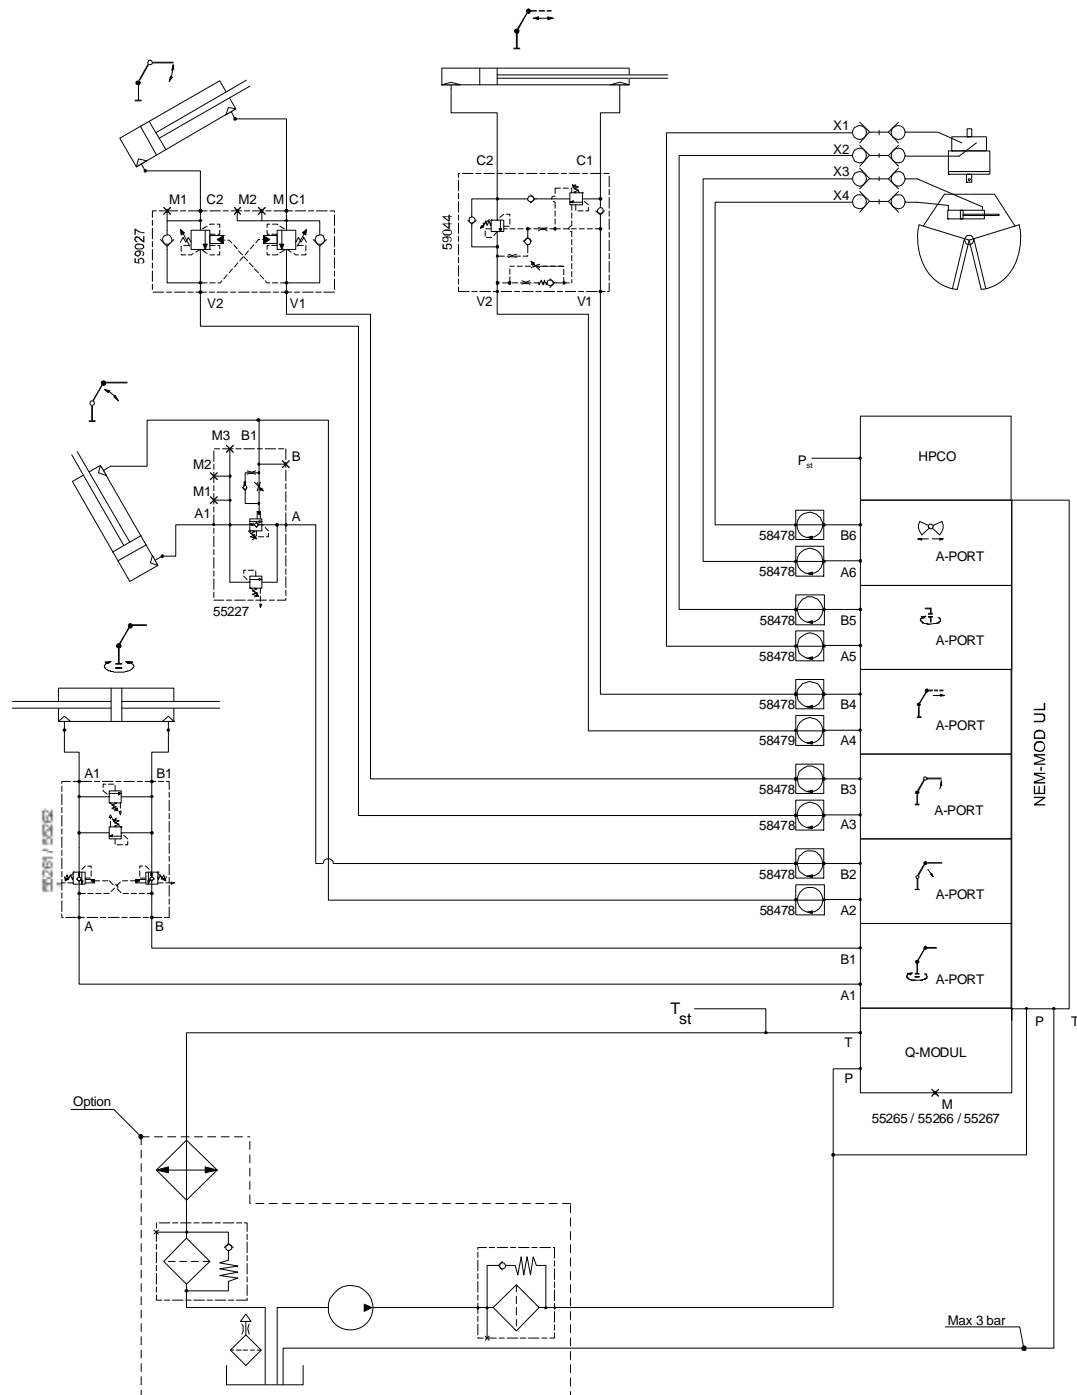 X1
X2
X3
X4
C2
C1
59044
V2
V1
M1
C2
M2
M
C1
59027
V2
V1
M3
B1
B
M2
M1
A1
A
55227
P st
HPCO
58478
B6
A-PORT
58478
A6
58478
B5
A-PORT
58478
A5
58478
B4
A-PORT
58479
A4
58478
B3
A-PORT
58478
A3
58478
B2
A-PORT
58478
A2
B1
A-PORT
A1
NEM-MOD UL
A1
B1
55261 / 55262
A
B
T st
T
Q-MODUL
P
P
T
M
55265 / 55266 / 55267
Option
Max 3 bar